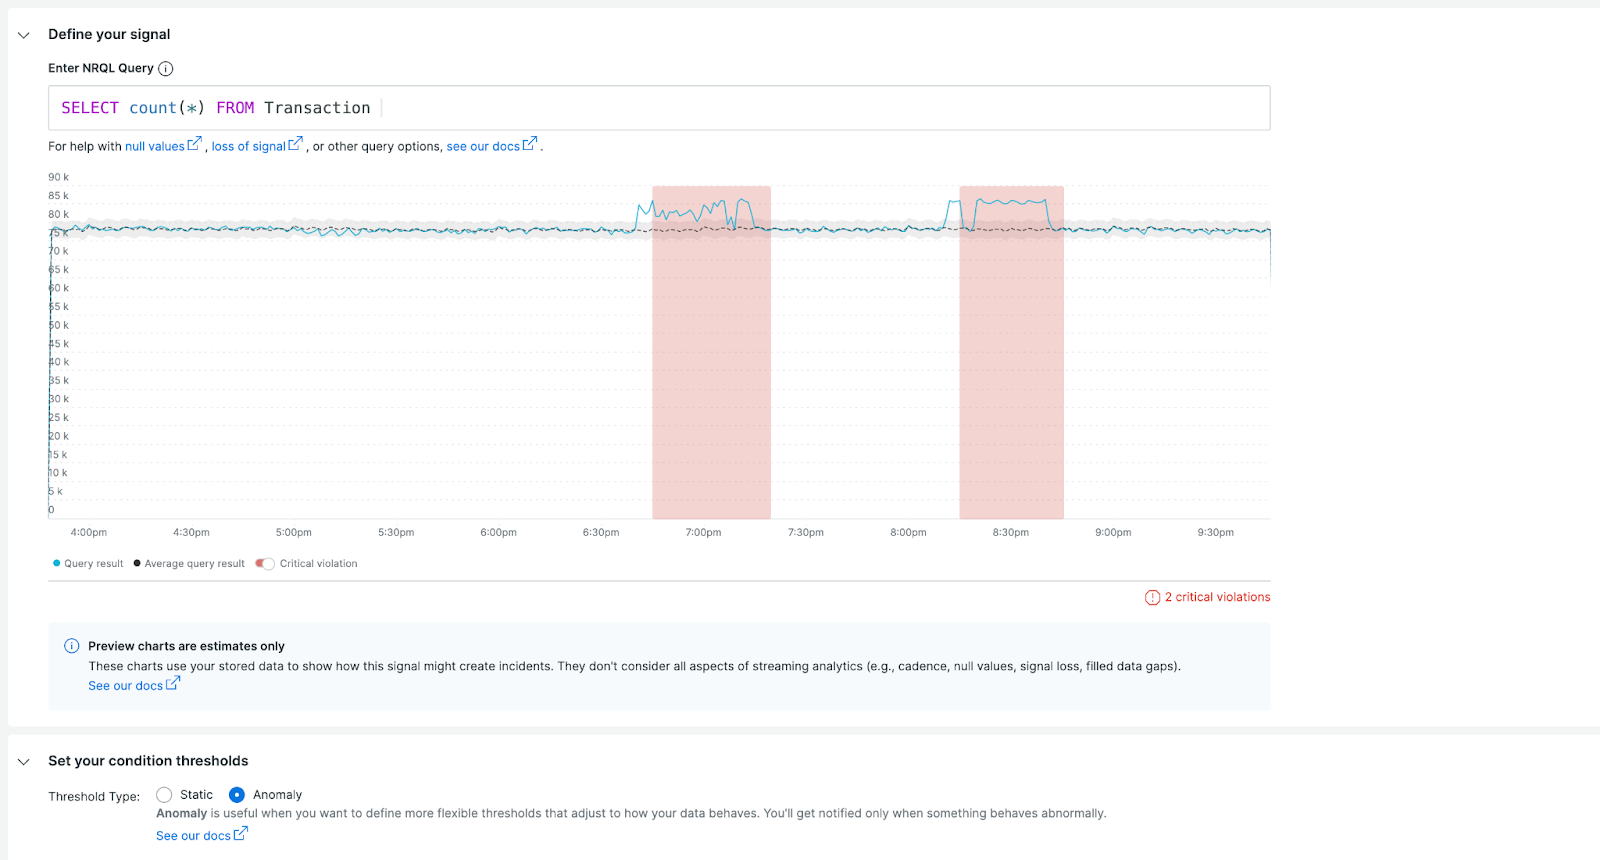 Define your signal
Enter NRQL Query
SELECT count(*) FROM Transaction
For help with null values , loss of signal , or other query options, see our docs .
90 k
85 k
80 k
75 k
70 k
65 k
60 k
55 k
50 k
45 k
40 k
35 k
30 k
25 k
20 k
15 k
10 k
5 k
0
4:00pm 4:30pm 5:00pm 5:30pm 6:00pm 6:30pm 7:00pm 7:30pm 8:00pm 8:30pm 9:00pm 9:30pm
Query result Average query result Critical violation
2 critical violations
Preview charts are estimates only
These charts use your stored data to show how this signal might create incidents. They don't consider all aspects of streaming analytics (e.g., cadence, null values, signal loss, filled data gaps).
See our docs
Set your condition thresholds
Threshold Type: Static Anomaly
Anomaly is useful when you want to define more flexible thresholds that adjust to how your data behaves. You'll get notified only when something behaves abnormally.
See our docs